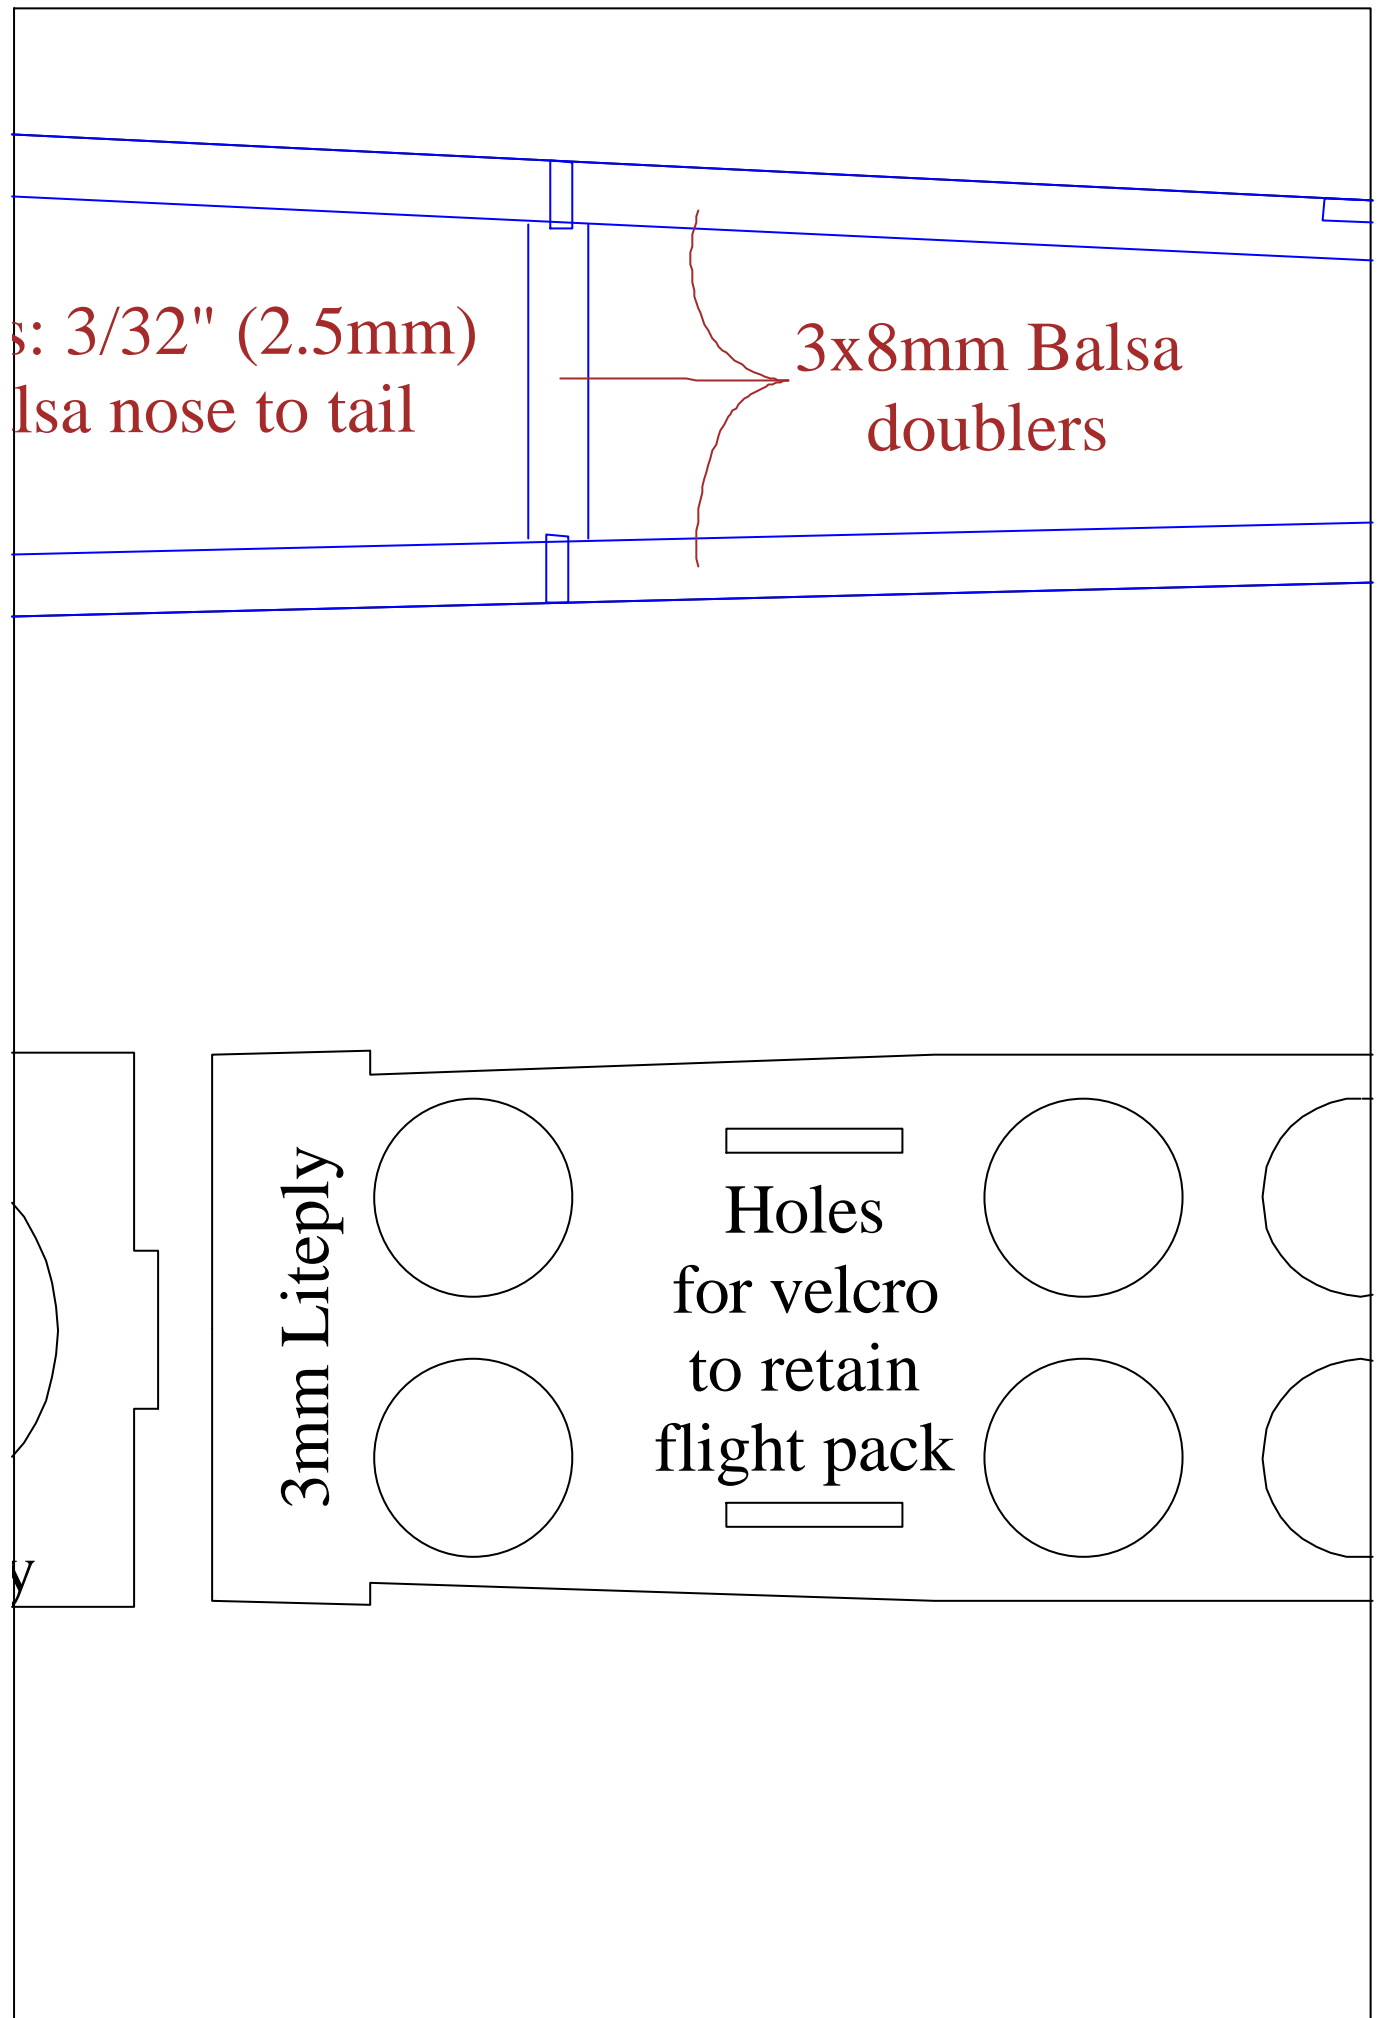 s: 3/32" (2.5mm)
lsa nose to tail
3x8mm Balsa
doublers
3mm Liteply
Holes
for velcro
to retain
flight pack
y